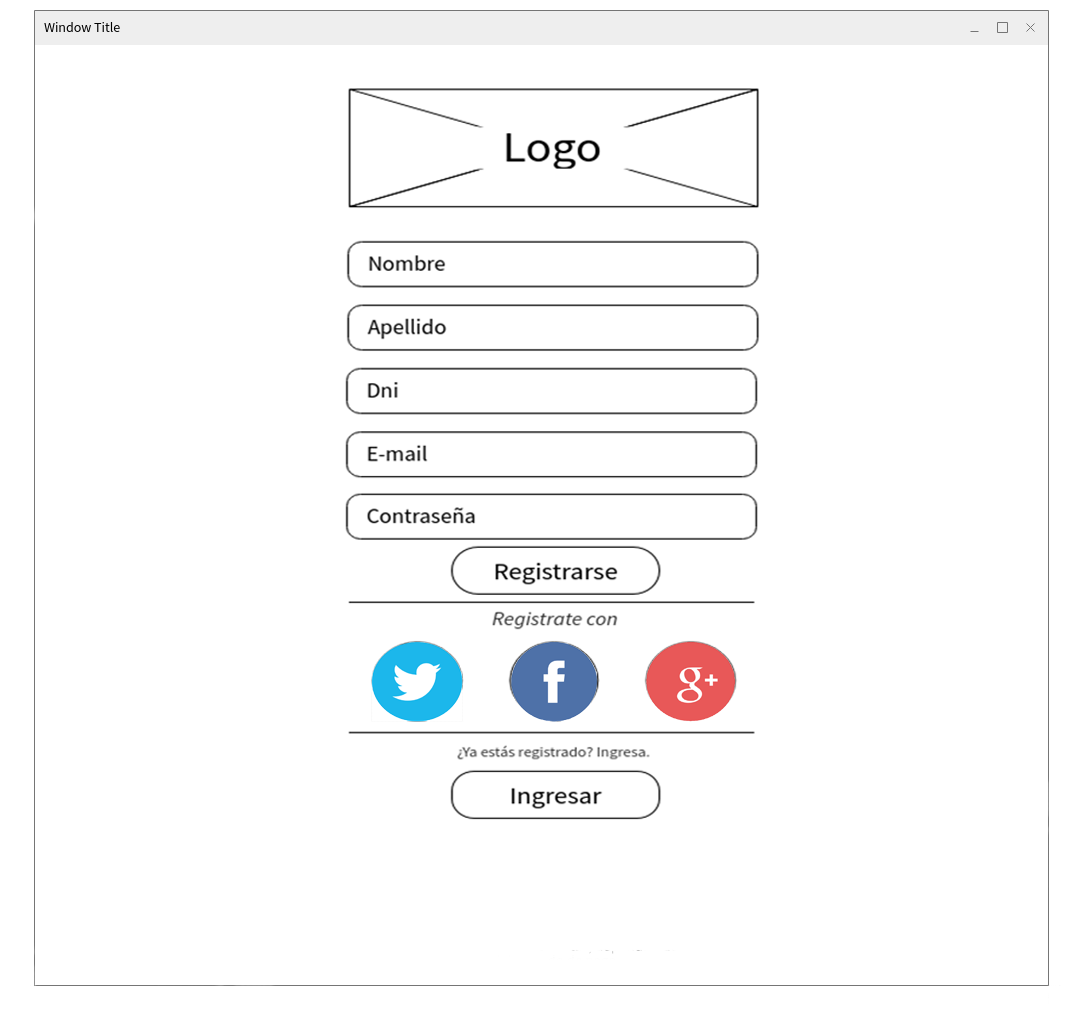 Window Title
Logo
Nombre
Apellido
Dni
E-mail
Contraseña
Registrarse
Registrate con
f
g+
¿Ya estás registrado? Ingresa.
Ingresar